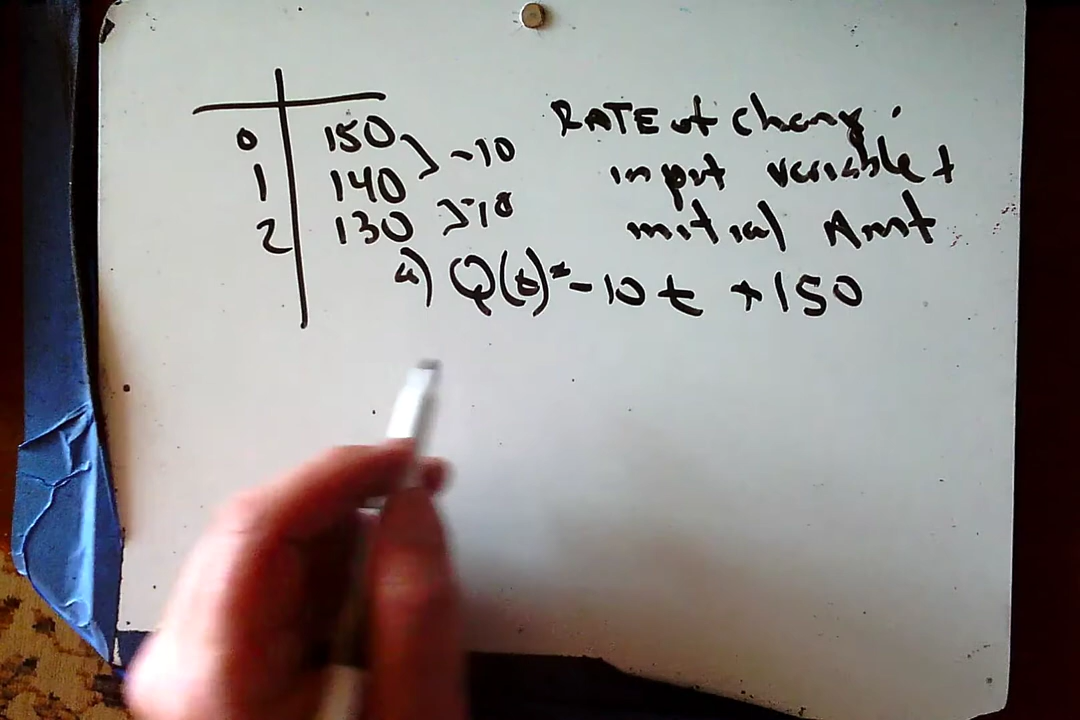 0 150 } -10
1 140
2 130 } -10
RATE of Change •
input variable +
initial Amt
a) Q(t) = -10t + 150